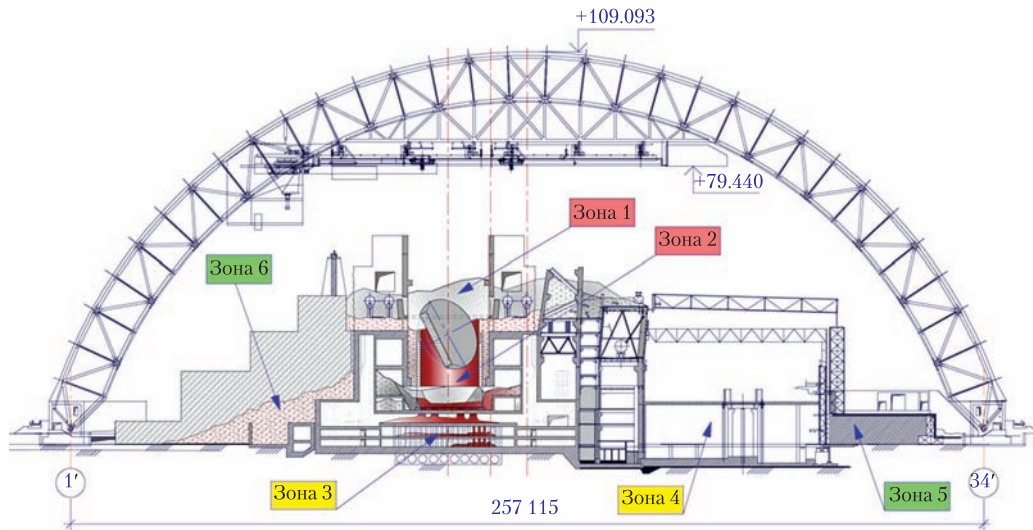 +109.093
+79.440
Зона 1
Зона 2
Зона 6
Зона 3
Зона 4
Зона 5
1′
34′
257 115